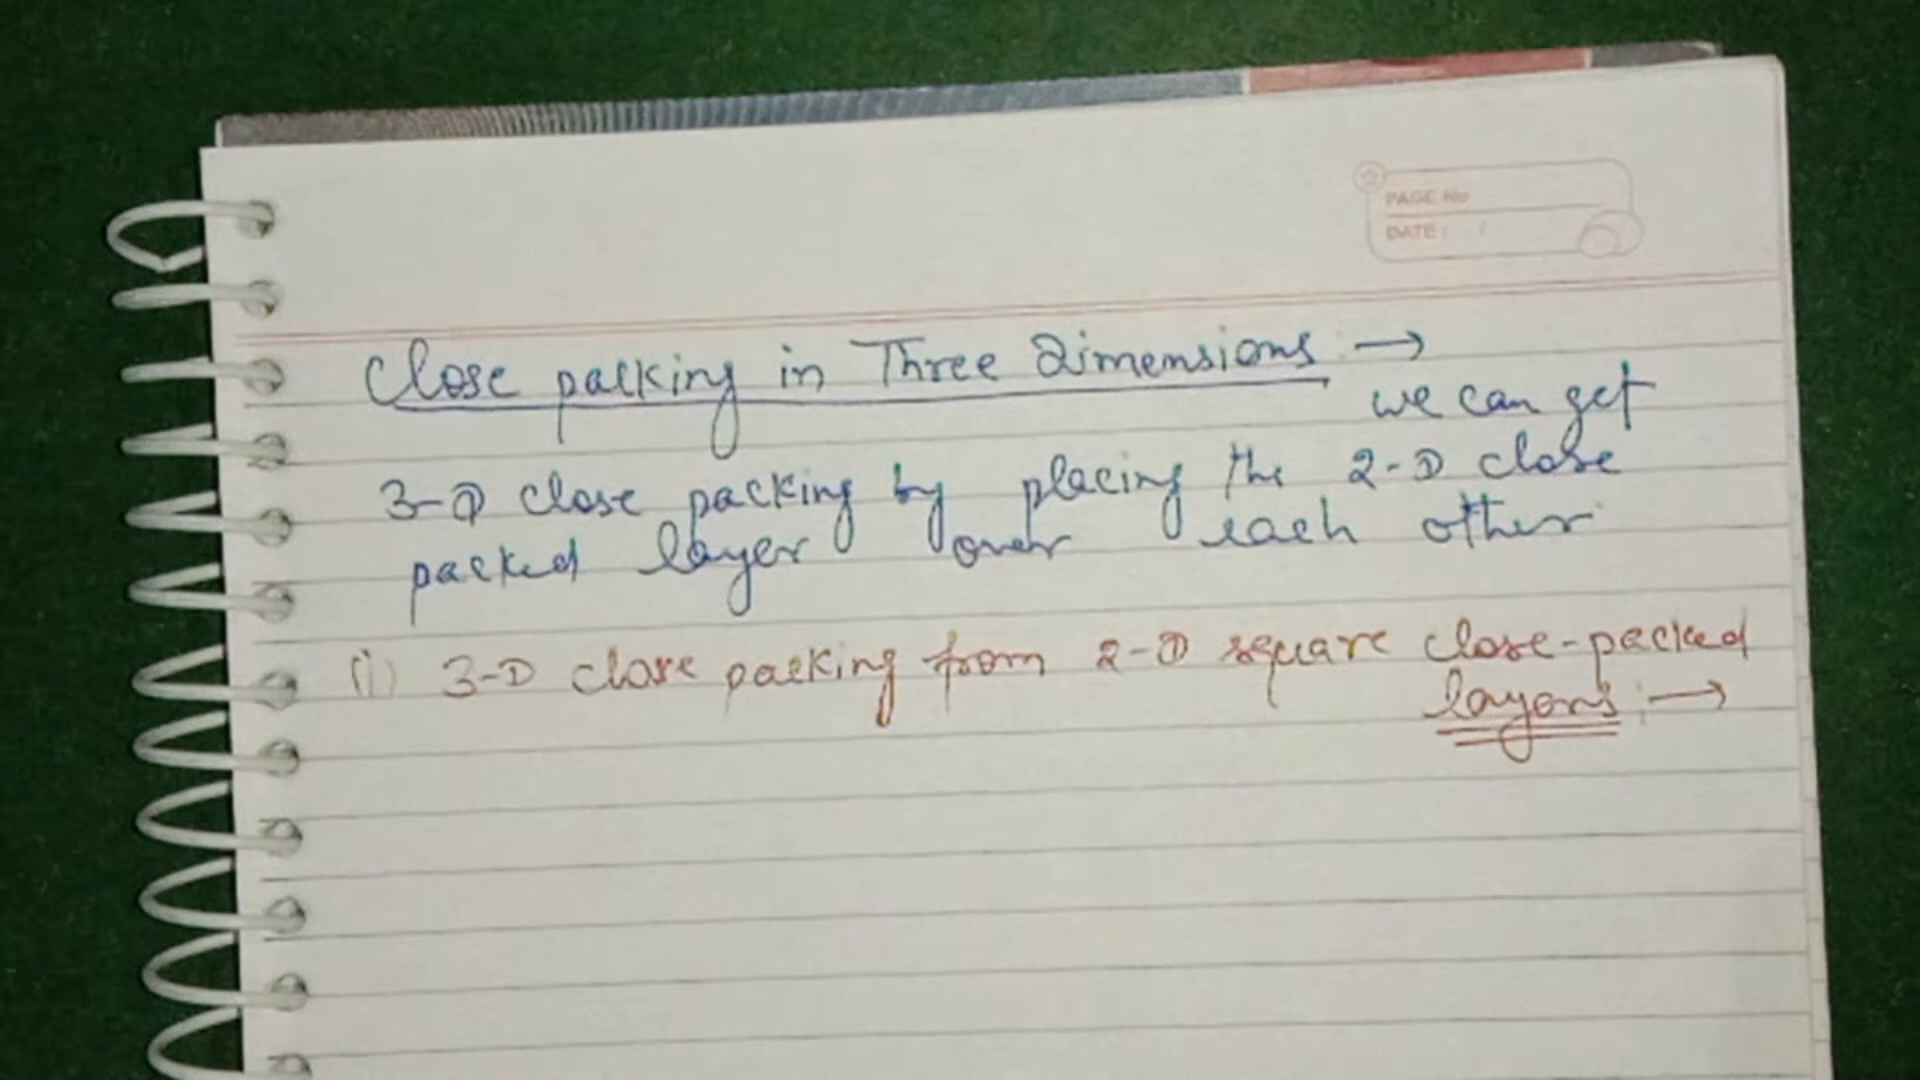 PAGE No
DATE : /
Close packing in Three Dimensions →
we can get
3-D close packing by placing the 2-D close
packed layer over each other
(i) 3-D close packing from 2-D square close-packed
layers: →